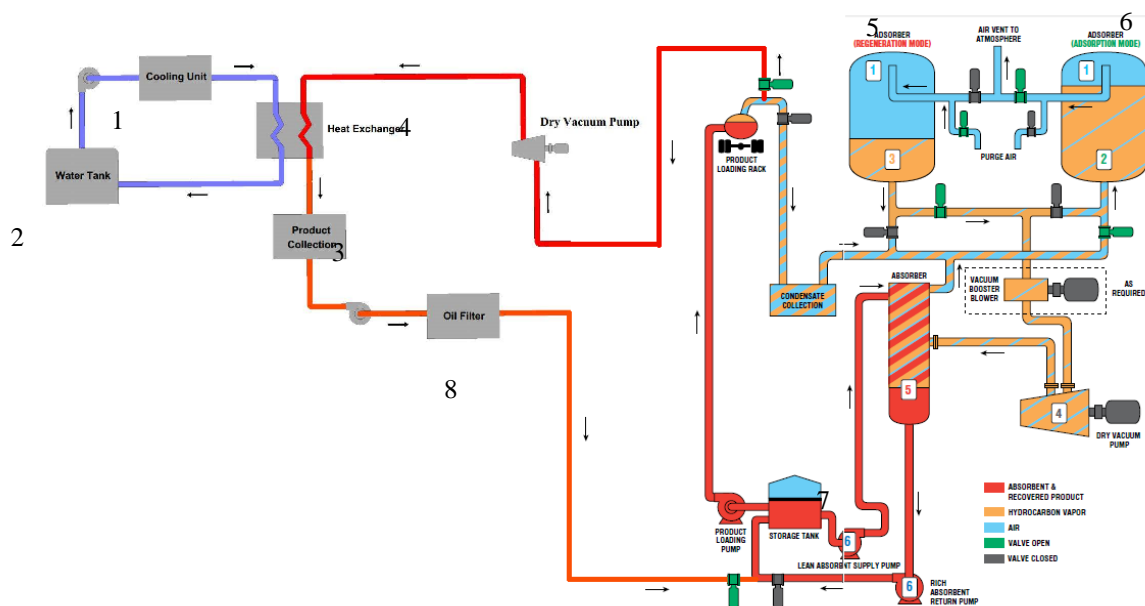 5
6
ADSORBER
(REGENERATION MODE)
AIR VENT TO
ATMOSPHERE
ADSORBER
(ADSORPTION MODE)
1
1
Cooling Unit
1
Heat Exchanger
4
Dry Vacuum Pump
PRODUCT
LOADING RACK
PURGE AIR
3
2
Water Tank
2
Product
Collection
3
CONDENSATE
COLLECTION
ABSORBER
VACUUM
BOOSTER
BLOWER
AS
REQUIRED
Oil Filter
8
5
4
DRY VACUUM
PUMP
7
PRODUCT
LOADING
PUMP
STORAGE TANK
6
LEAN ABSORBENT SUPPLY PUMP
6
RICH
ABSORBENT
RETURN PUMP
ABSORBENT &
RECOVERED PRODUCT
HYDROCARBON VAPOR
AIR
VALVE OPEN
VALVE CLOSED